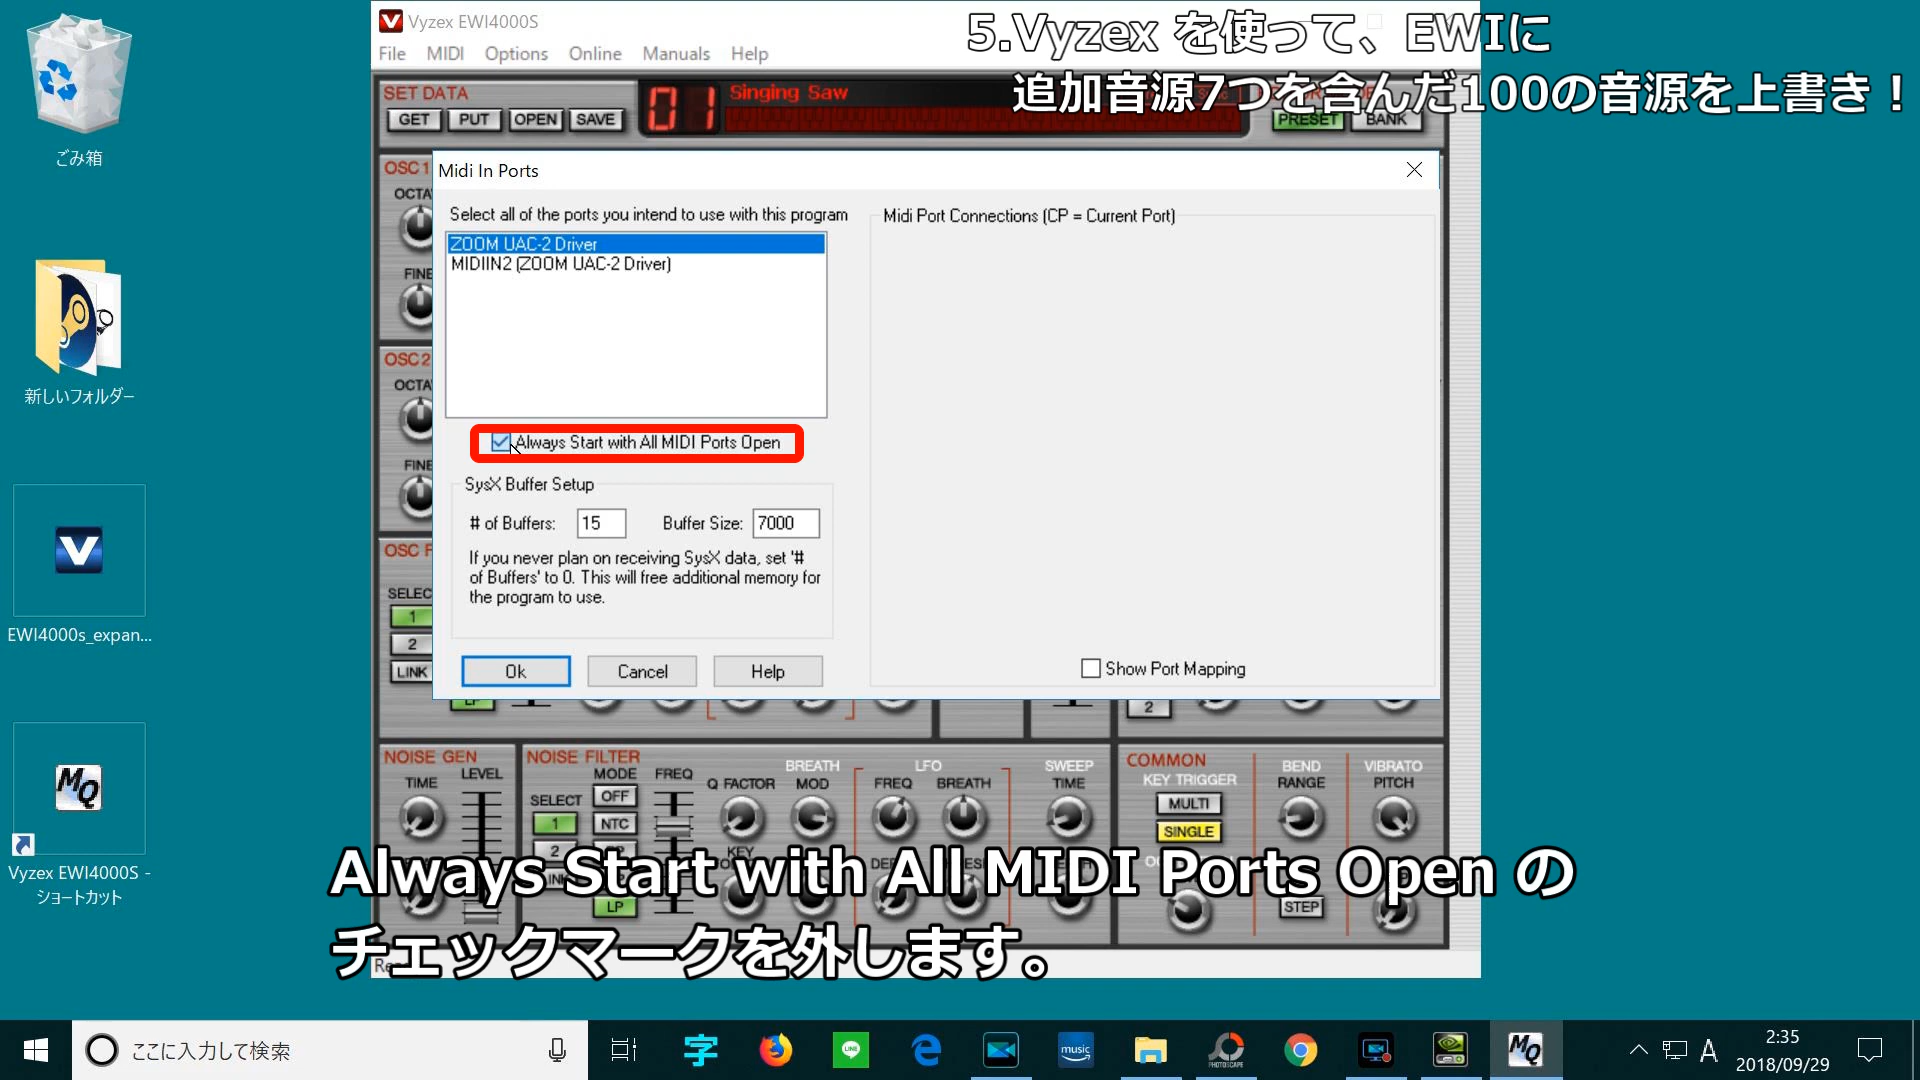 ごみ箱
新しいフォルダー
EWI4000s_expan...
Vyzex EWI4000S -
ショートカット
5.Vyzex を使って、EWIに
追加音源7つを含んだ100の音源を上書き！
Vyzex EWI4000S
File MIDI Options Online Manuals Help
SET DATA
GET PUT OPEN SAVE
01
Singing Saw
PRESET BANK
OSC 1
OCTA
FINE
OSC2
OCTA
FINE
OSC F
SELEC
1
2
LINK
Midi In Ports
Select all of the ports you intend to use with this program
ZOOM UAC-2 Driver
MIDIIN2 (ZOOM UAC-2 Driver)
Always Start with All MIDI Ports Open
SysX Buffer Setup
# of Buffers: 15 Buffer Size: 7000
If you never plan on receiving SysX data, set '#
of Buffers' to 0. This will free additional memory for
the program to use.
Ok Cancel Help
Midi Port Connections (CP = Current Port)
Show Port Mapping
LP
2
NOISE GEN
TIME LEVEL
NOISE FILTER
SELECT
1
2
MODE
OFF
NTC
LP
FREQ
Q FACTOR
KEY
BREATH
MOD
LFO
FREQ BREATH
SWEEP
TIME
COMMON
KEY TRIGGER
MULTI
SINGLE
BEND
RANGE
STEP
VIBRATO
PITCH
Always Start with All MIDI Ports Open の
チェックマークを外します。
ここに入力して検索
字
LINE
music
PHOTOSCAPE
MQ
A
2:35
2018/09/29